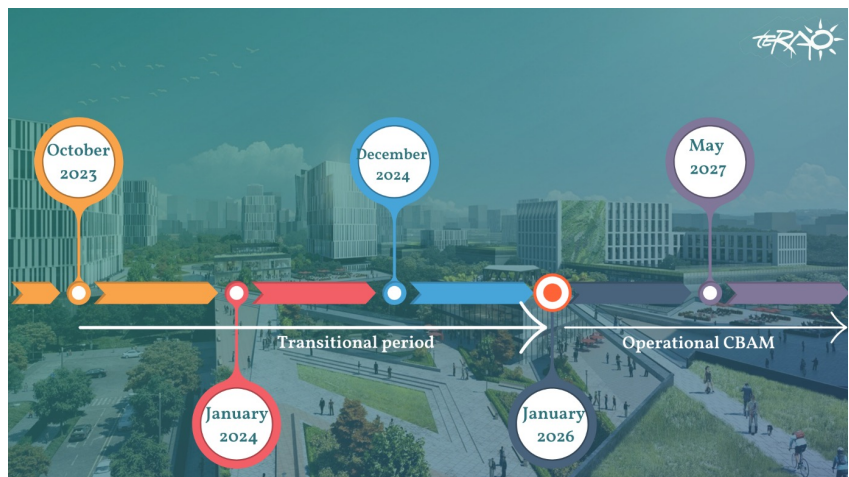 teRAO
October
2023
December
2024
May
2027
Transitional period
Operational CBAM
January
2024
January
2026